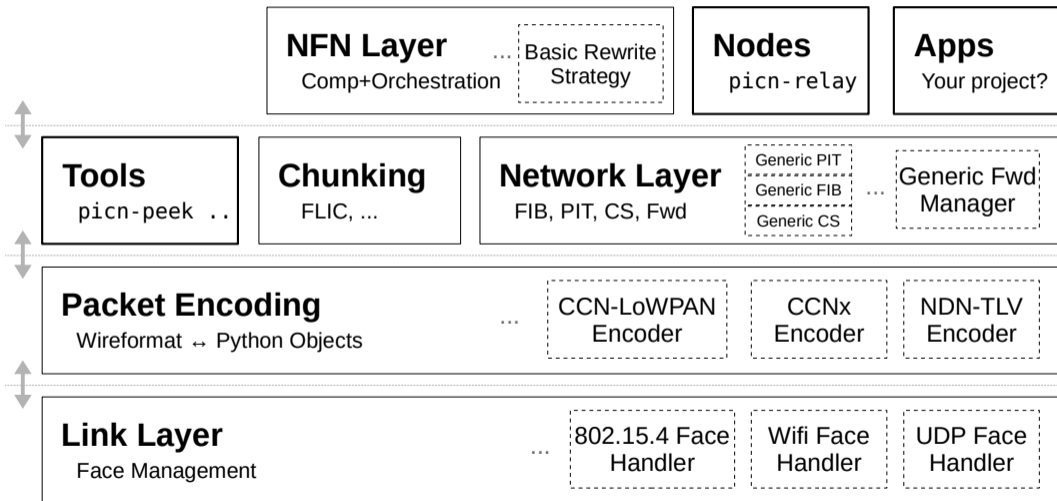 NFN Layer
Comp+Orchestration
...
Basic Rewrite
Strategy
Nodes
picn-relay
Apps
Your project?
Tools
picn-peek ..
Chunking
FLIC, ...
Network Layer
FIB, PIT, CS, Fwd
Generic PIT
Generic FIB
Generic CS
...
Generic Fwd
Manager
Packet Encoding
Wireformat ↔ Python Objects
...
CCN-LoWPAN
Encoder
CCNx
Encoder
NDN-TLV
Encoder
Link Layer
Face Management
...
802.15.4 Face
Handler
Wifi Face
Handler
UDP Face
Handler